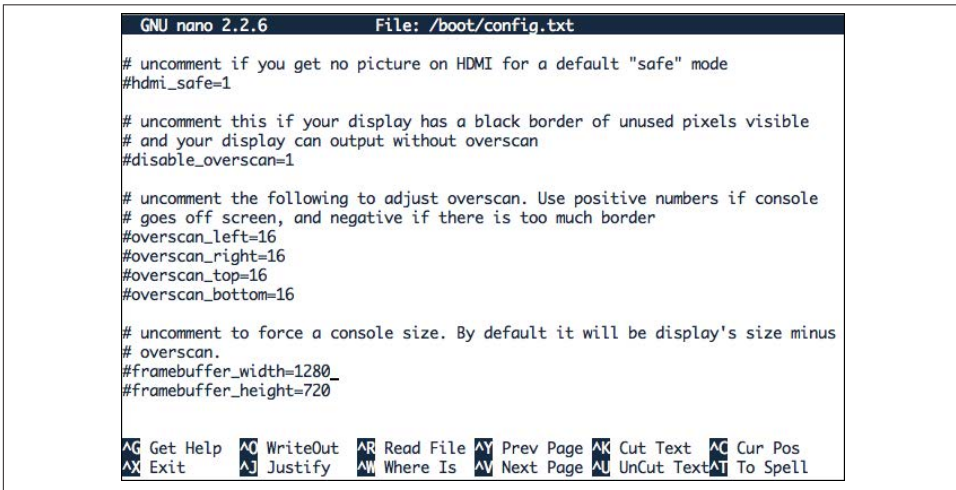 GNU nano 2.2.6 File: /boot/config.txt
# uncomment if you get no picture on HDMI for a default "safe" mode
#hdmi_safe=1
# uncomment this if your display has a black border of unused pixels visible
# and your display can output without overscan
#disable_overscan=1
# uncomment the following to adjust overscan. Use positive numbers if console
# goes off screen, and negative if there is too much border
#overscan_left=16
#overscan_right=16
#overscan_top=16
#overscan_bottom=16
# uncomment to force a console size. By default it will be display's size minus
# overscan.
#framebuffer_width=1280
#framebuffer_height=720
^G Get Help ^O WriteOut ^R Read File ^Y Prev Page ^K Cut Text ^C Cur Pos
^X Exit ^J Justify ^W Where Is ^V Next Page ^U UnCut Text ^T To Spell